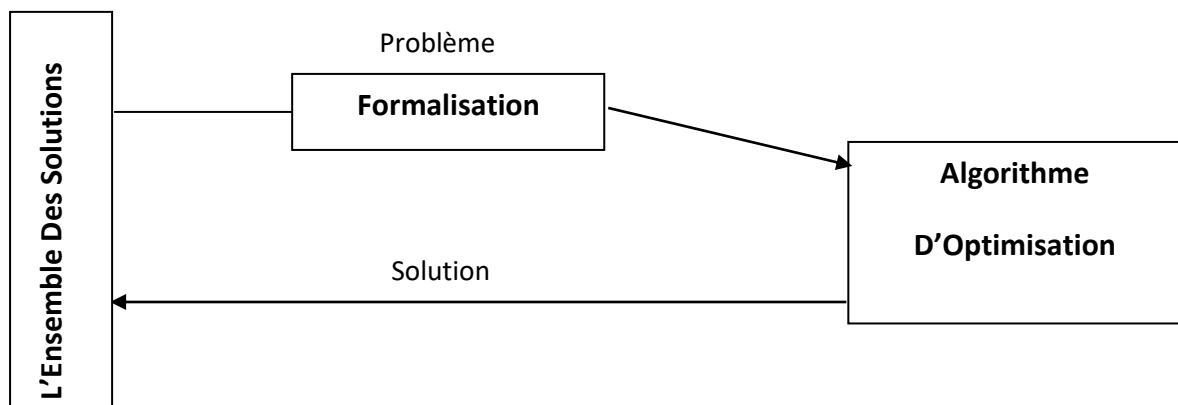 L’Ensemble Des Solutions
Problème
Formalisation
Algorithme
D’Optimisation
Solution